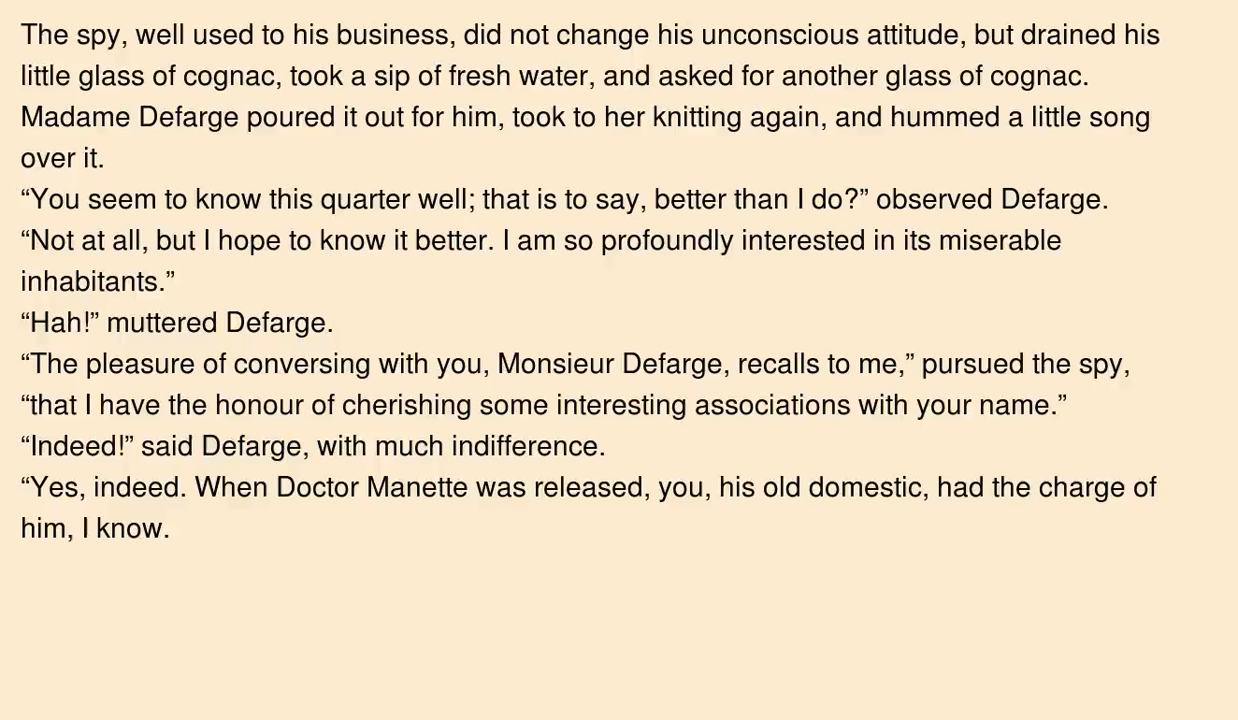 The spy, well used to his business, did not change his unconscious attitude, but drained his
little glass of cognac, took a sip of fresh water, and asked for another glass of cognac.
Madame Defarge poured it out for him, took to her knitting again, and hummed a little song
over it.
“You seem to know this quarter well; that is to say, better than I do?” observed Defarge.
“Not at all, but I hope to know it better. I am so profoundly interested in its miserable
inhabitants.”
“Hah!” muttered Defarge.
“The pleasure of conversing with you, Monsieur Defarge, recalls to me,” pursued the spy,
“that I have the honour of cherishing some interesting associations with your name.”
“Indeed!” said Defarge, with much indifference.
“Yes, indeed. When Doctor Manette was released, you, his old domestic, had the charge of
him, I know.